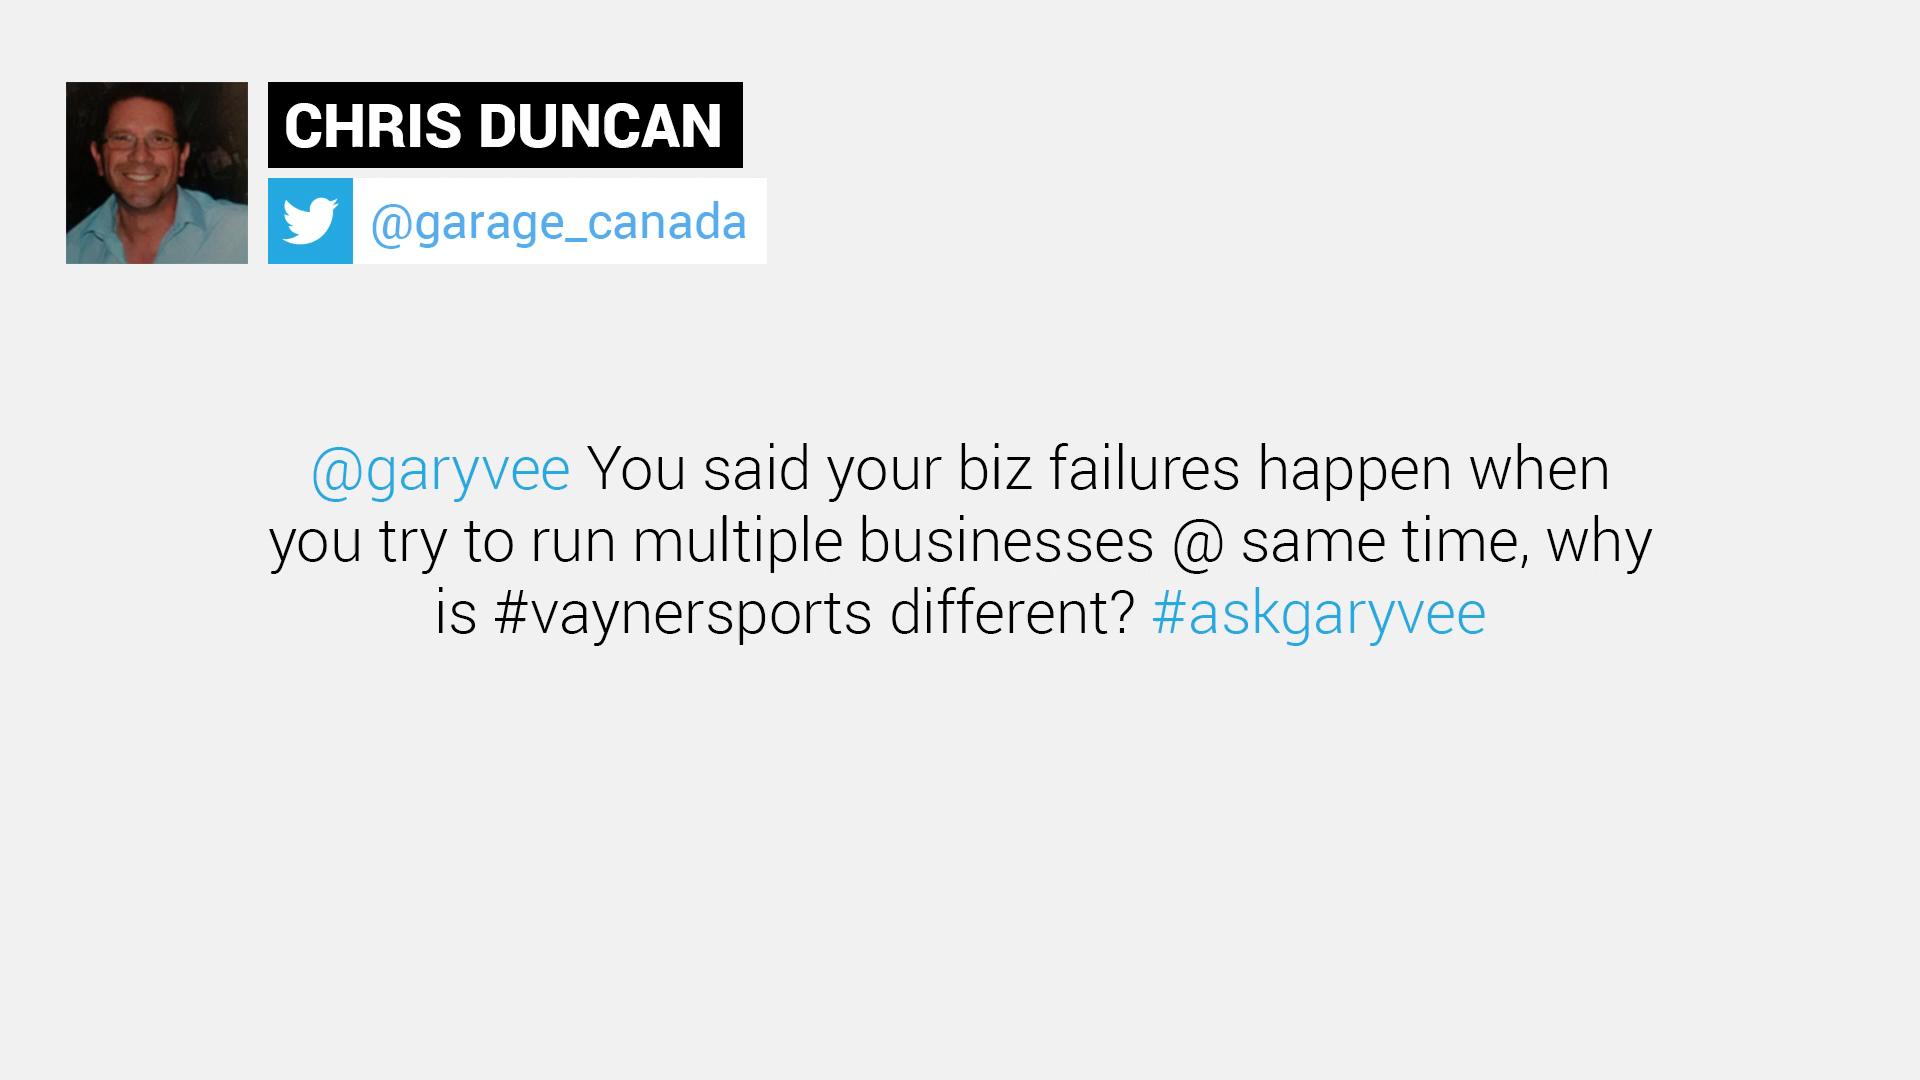 CHRIS DUNCAN
@garage_canada
@garyvee You said your biz failures happen when
you try to run multiple businesses @ same time, why
is #vaynersports different? #askgaryvee